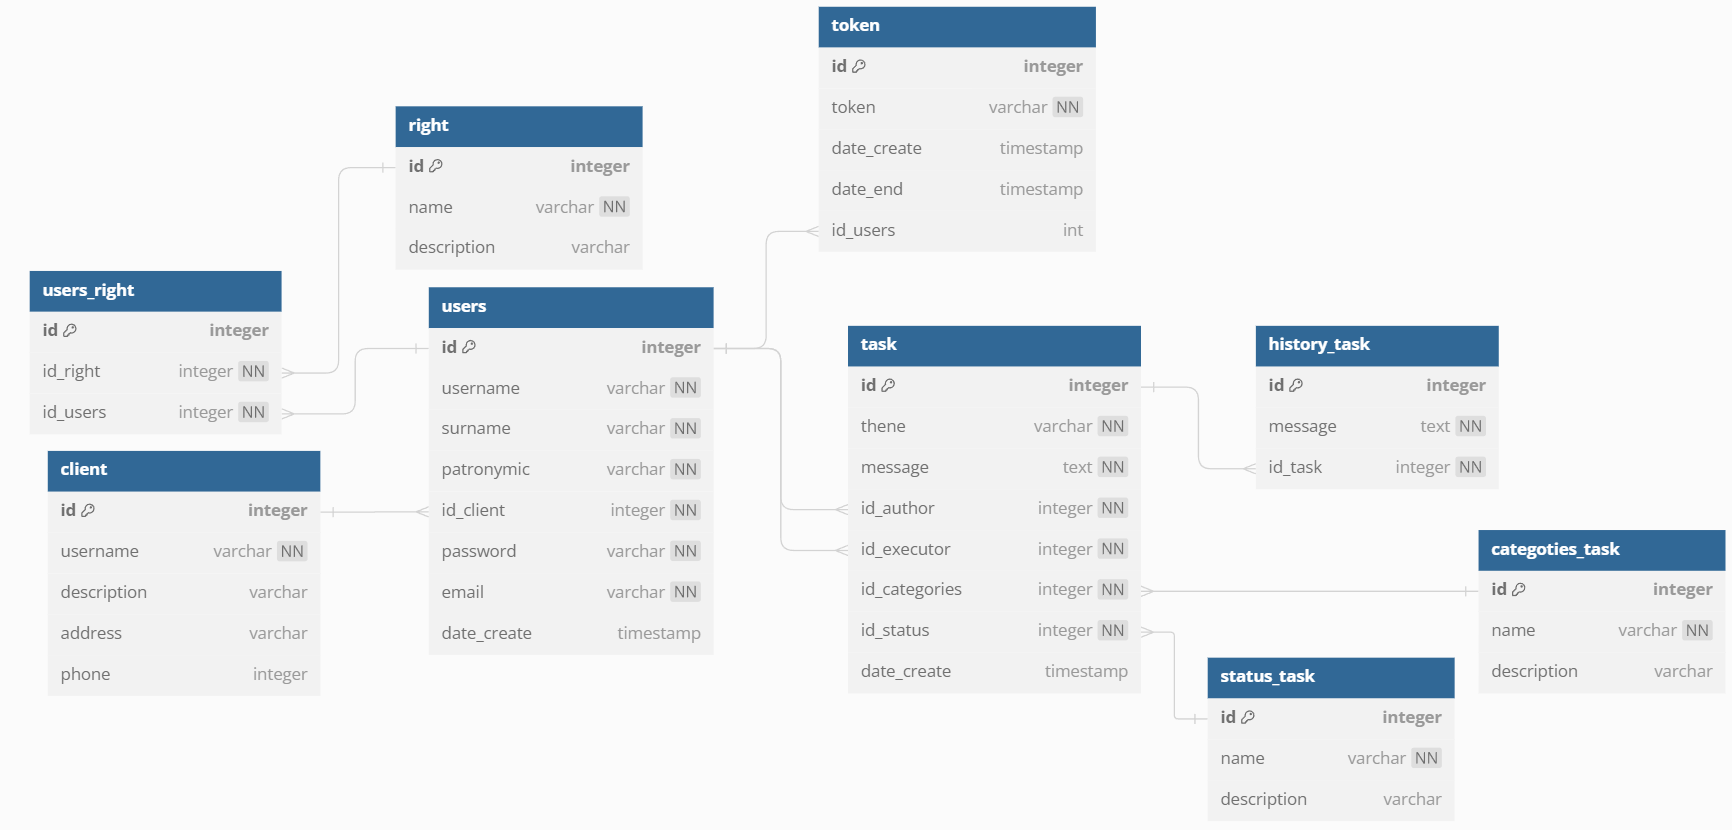 token
id integer
token varchar NN
date_create timestamp
date_end timestamp
id_users int
right
id integer
name varchar NN
description varchar
users_right
id integer
id_right integer NN
id_users integer NN
users
id integer
username varchar NN
surname varchar NN
patronymic varchar NN
id_client integer NN
password varchar NN
email varchar NN
date_create timestamp
client
id integer
username varchar NN
description varchar
address varchar
phone integer
task
id integer
thene varchar NN
message text NN
id_author integer NN
id_executor integer NN
id_categories integer NN
id_status integer NN
date_create timestamp
history_task
id integer
message text NN
id_task integer NN
categoties_task
id integer
name varchar NN
description varchar
status_task
id integer
name varchar NN
description varchar